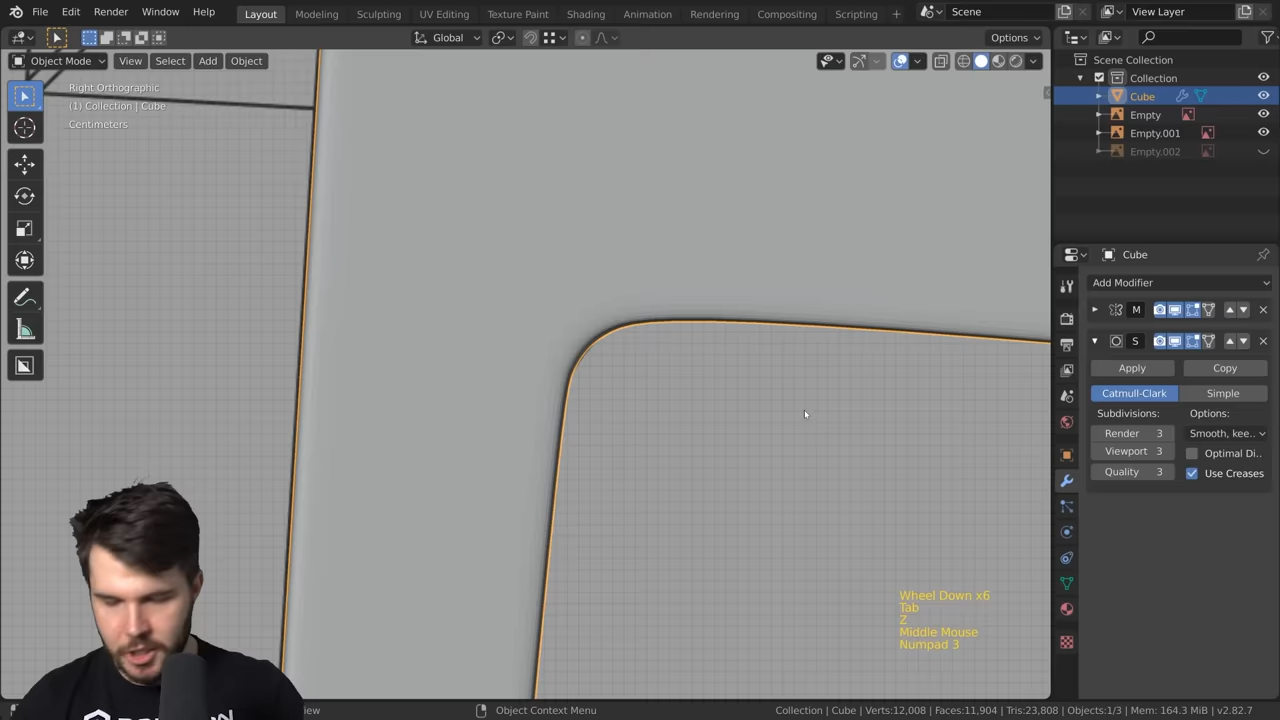 File Edit Render Window Help
Layout Modeling Sculpting UV Editing Texture Paint Shading Animation Rendering Compositing Scripting +
Scene
View Layer
Global
Options
Object Mode View Select Add Object
Right Orthographic
(1) Collection | Cube
Centimeters
Scene Collection
Collection
Cube
Empty
Empty.001
Empty.002
Cube
Add Modifier
M
S
Apply Copy
Catmull-Clark Simple
Subdivisions: Options:
Render 3 Smooth, kee..
Viewport 3 Optimal Di..
Quality 3 Use Creases
Wheel Down x6
Tab
Z
Middle Mouse
Numpad 3
Object Context Menu
Collection | Cube | Verts:12,008 | Faces:11,904 | Tris:23,808 | Objects:1/3 | Mem: 164.3 MiB | v2.82.7